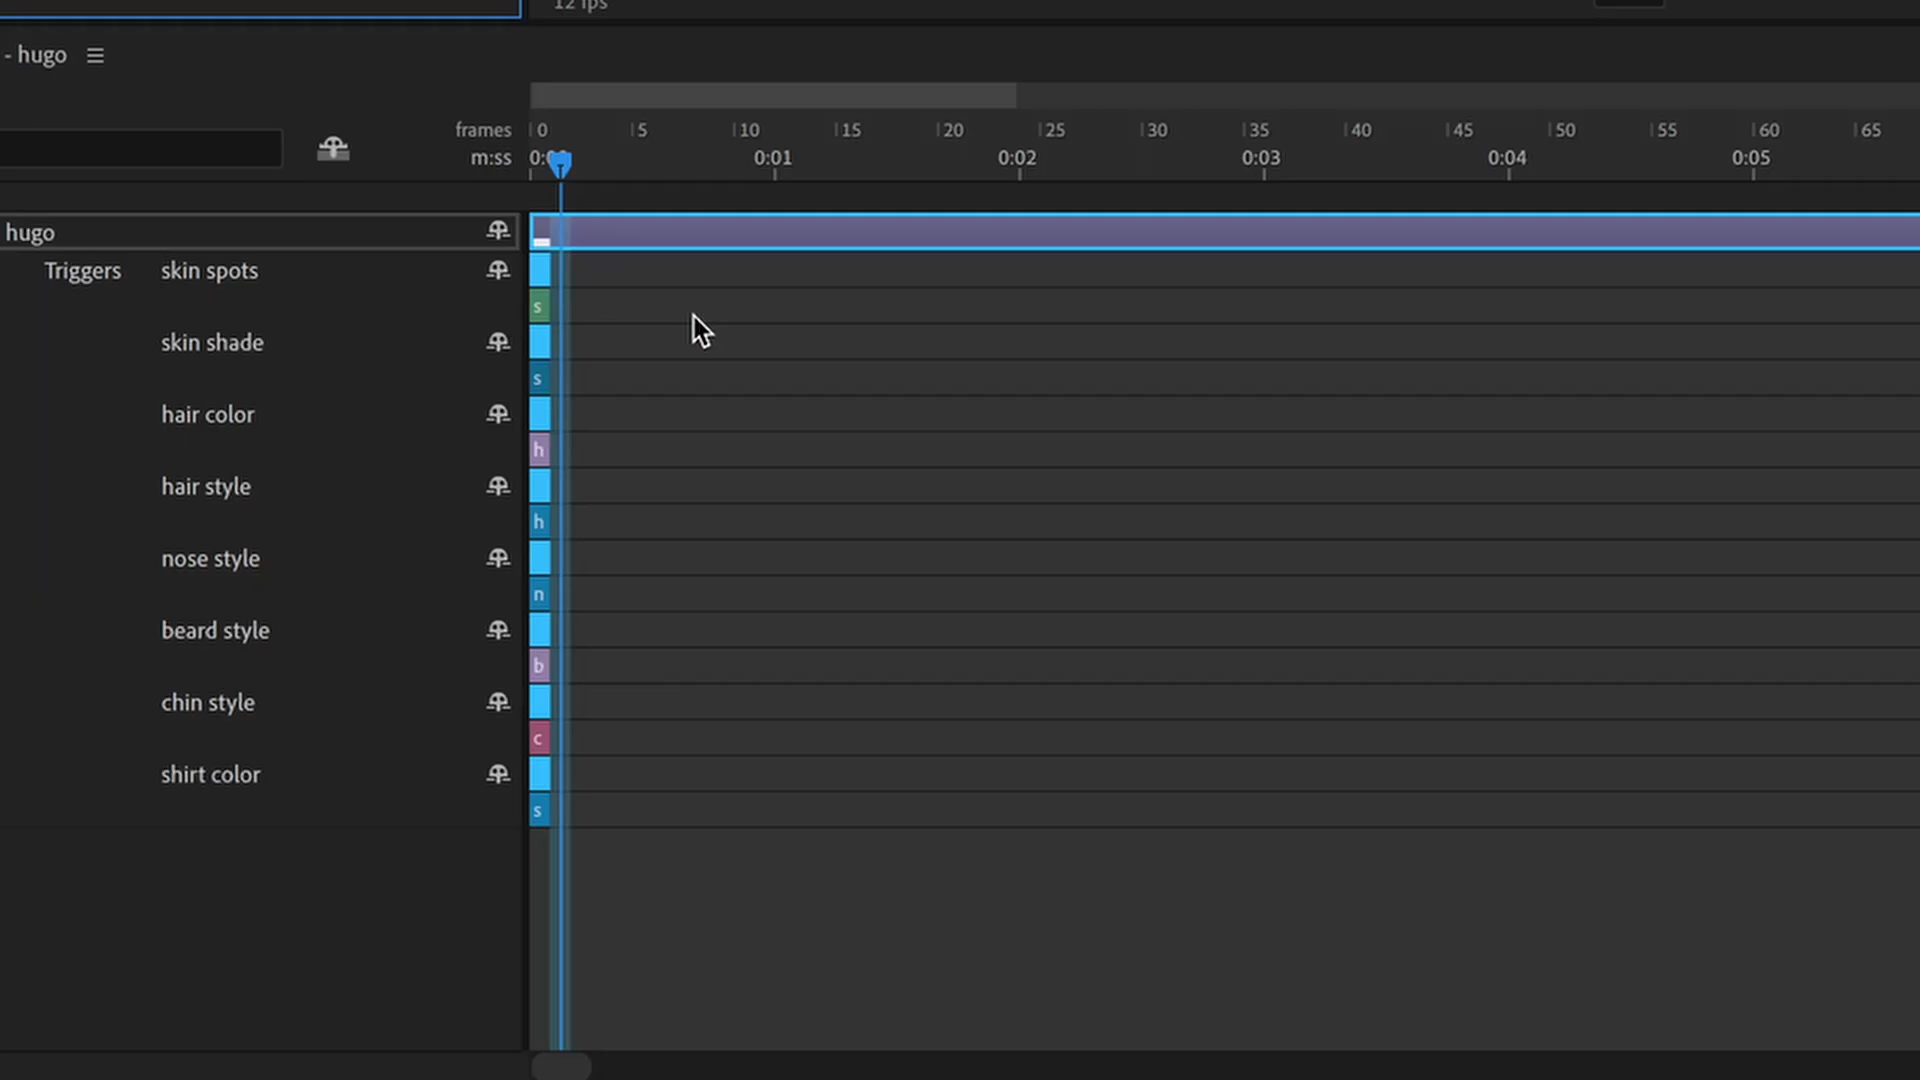 12 fps
- hugo
frames 0 5 10 15 20 25 30 35 40 45 50 55 60 65
m:ss 0:01 0:02 0:03 0:04 0:05
hugo
Triggers skin spots
s
skin shade
s
hair color
h
hair style
h
nose style
n
beard style
b
chin style
c
shirt color
s